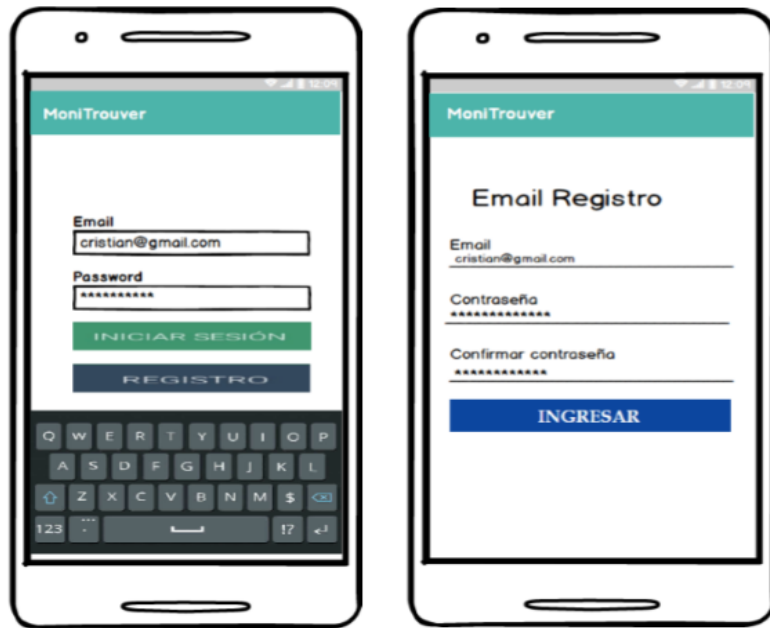 12:04
MoniTrouver
Email
cristian@gmail.com
Password
**********
INICIAR SESIÓN
REGISTRO
Q W E R T Y U I O P
A S D F G H J K L
Z X C V B N M $
123 ... . !?
12:04
MoniTrouver
Email Registro
Email
cristian@gmail.com
Contraseña
*************
Confirmar contraseña
************
INGRESAR